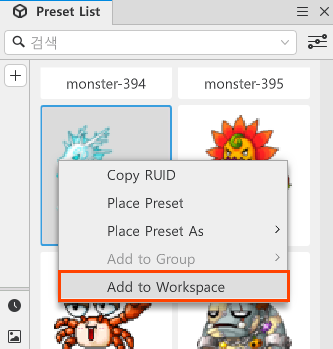 Preset List
검색
monster-394
monster-395
Copy RUID
Place Preset
Place Preset As
Add to Group
Add to Workspace